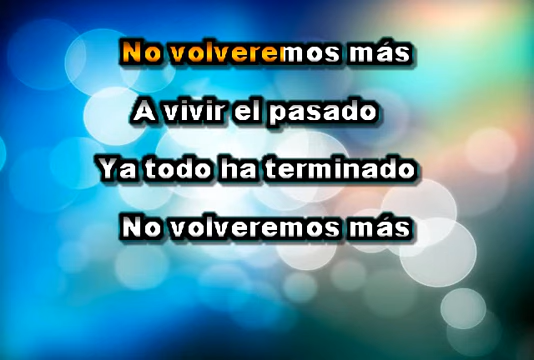 No volveremos más
A vivir el pasado
Ya todo ha terminado
No volveremos más